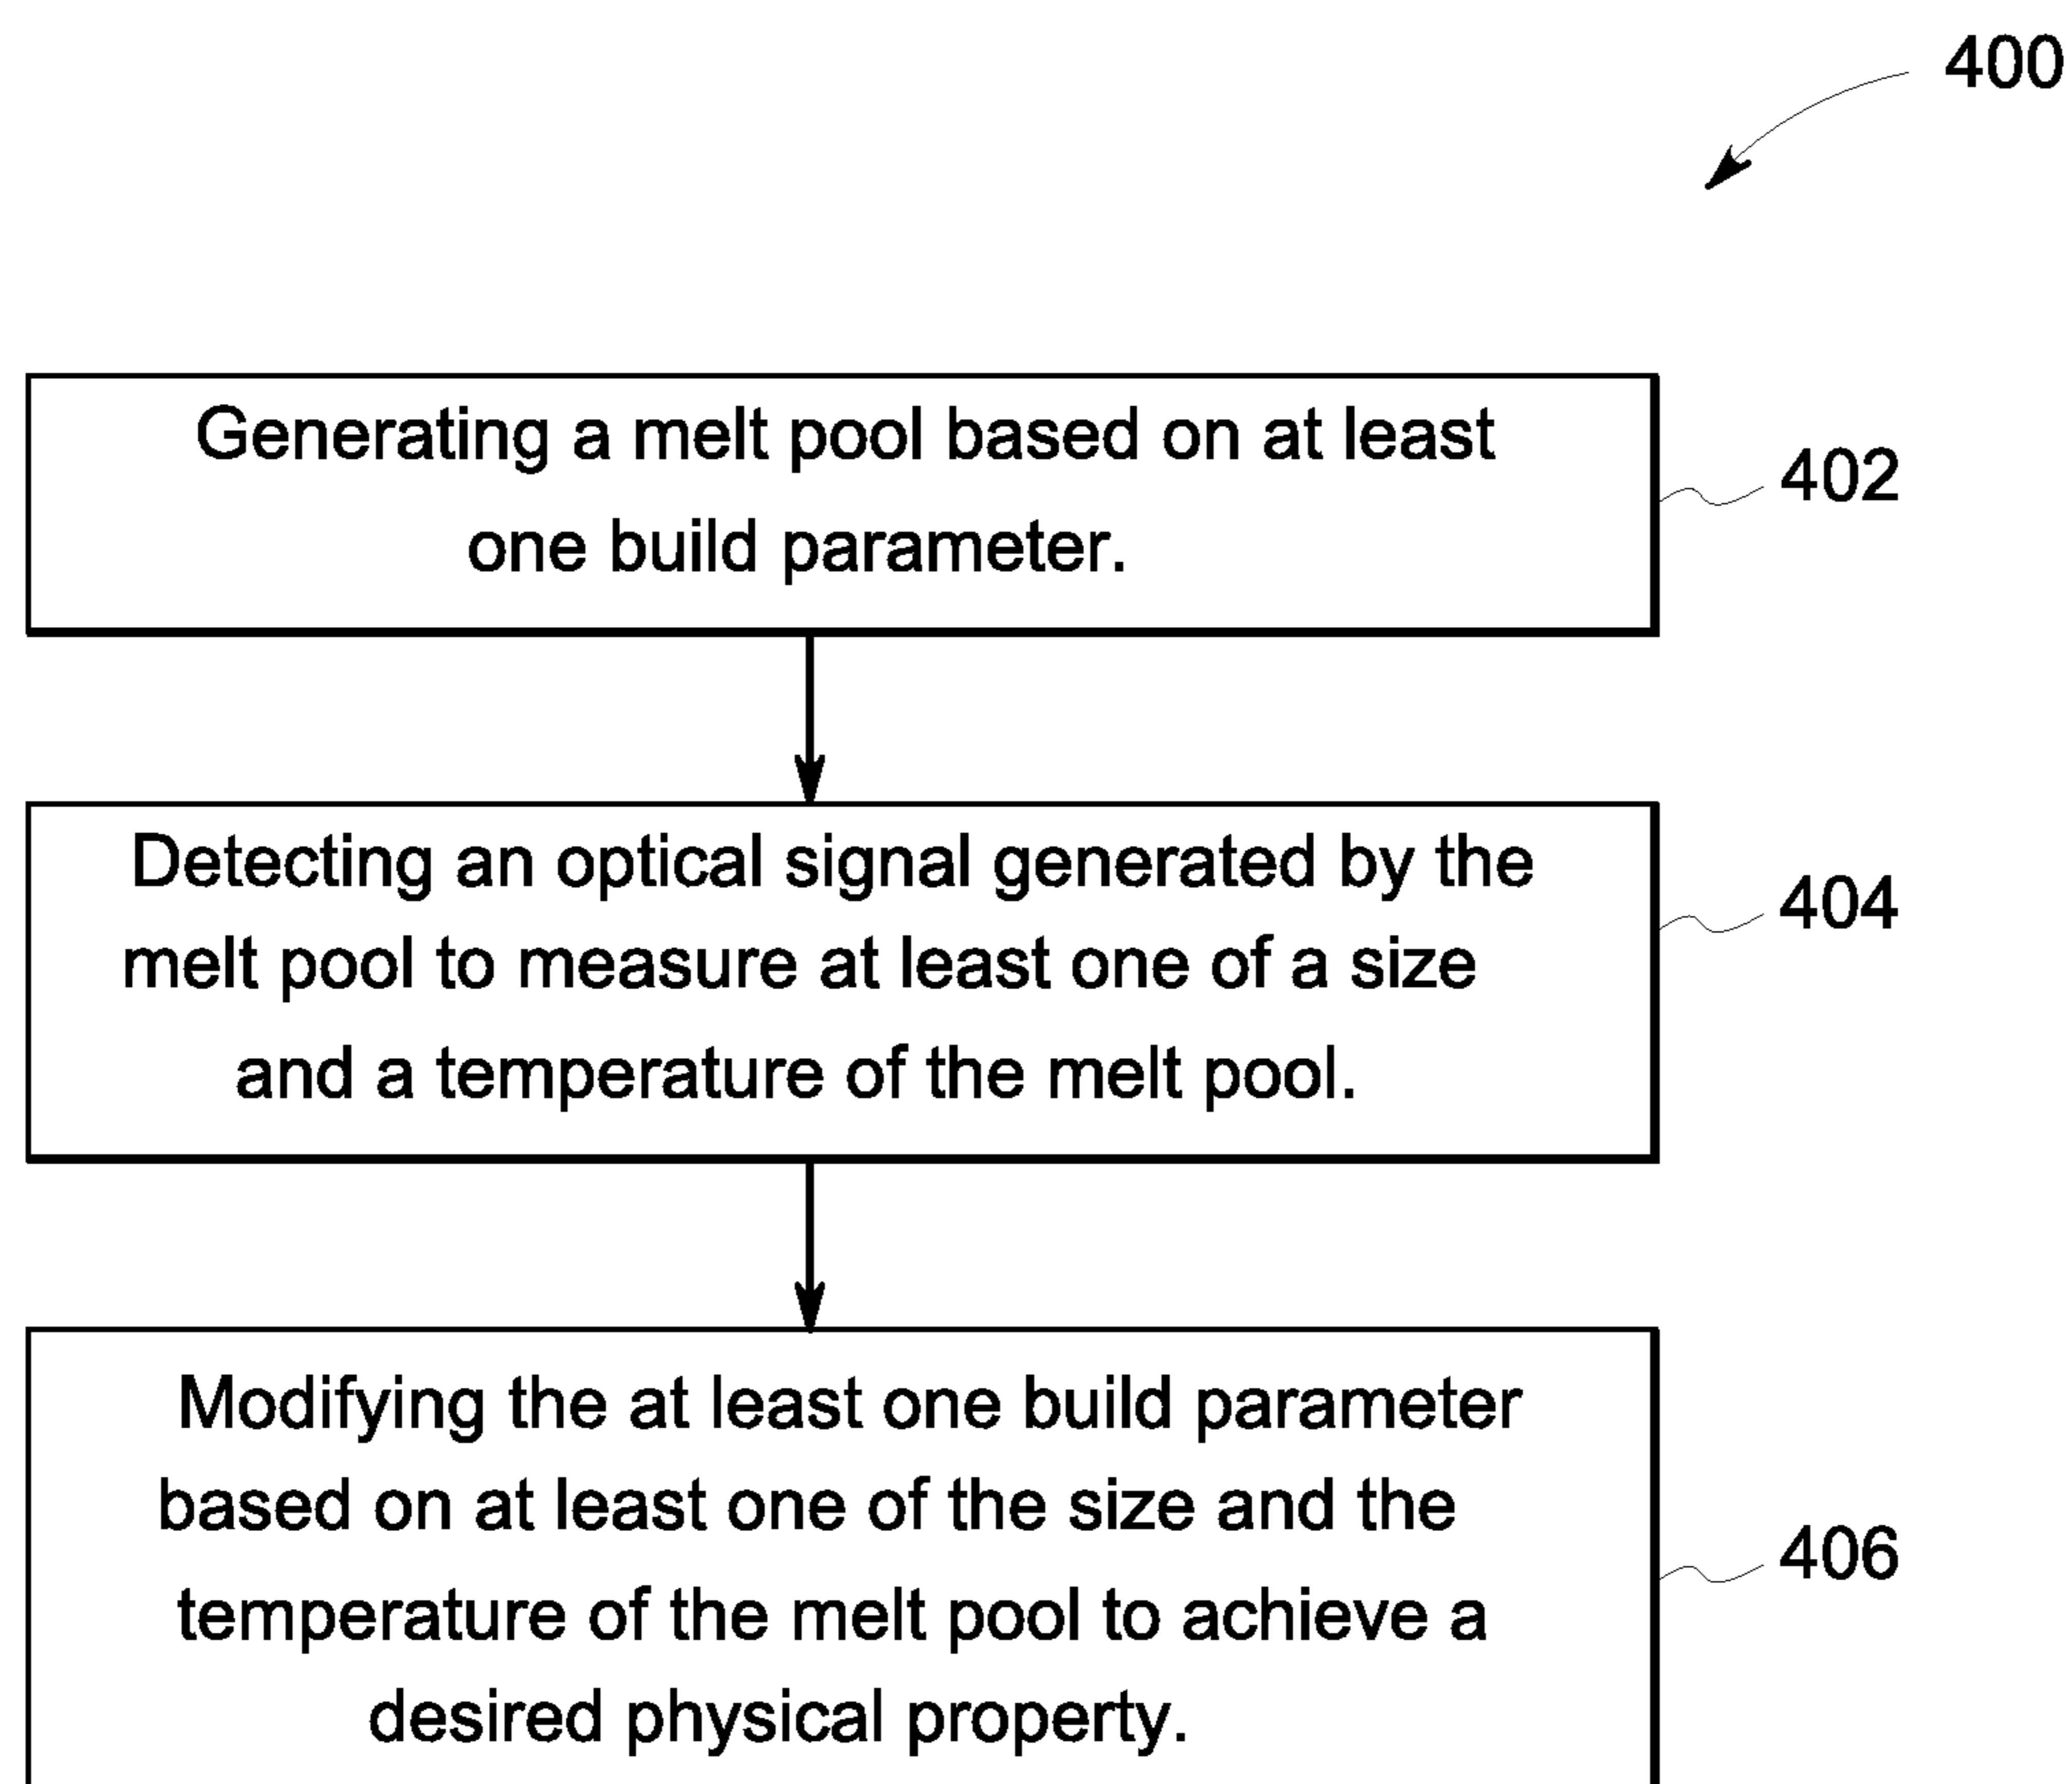 400
Generating a melt pool based on at least
one build parameter.
402
Detecting an optical signal generated by the
melt pool to measure at least one of a size
and a temperature of the melt pool.
404
Modifying the at least one build parameter
based on at least one of the size and the
temperature of the melt pool to achieve a
desired physical property.
406